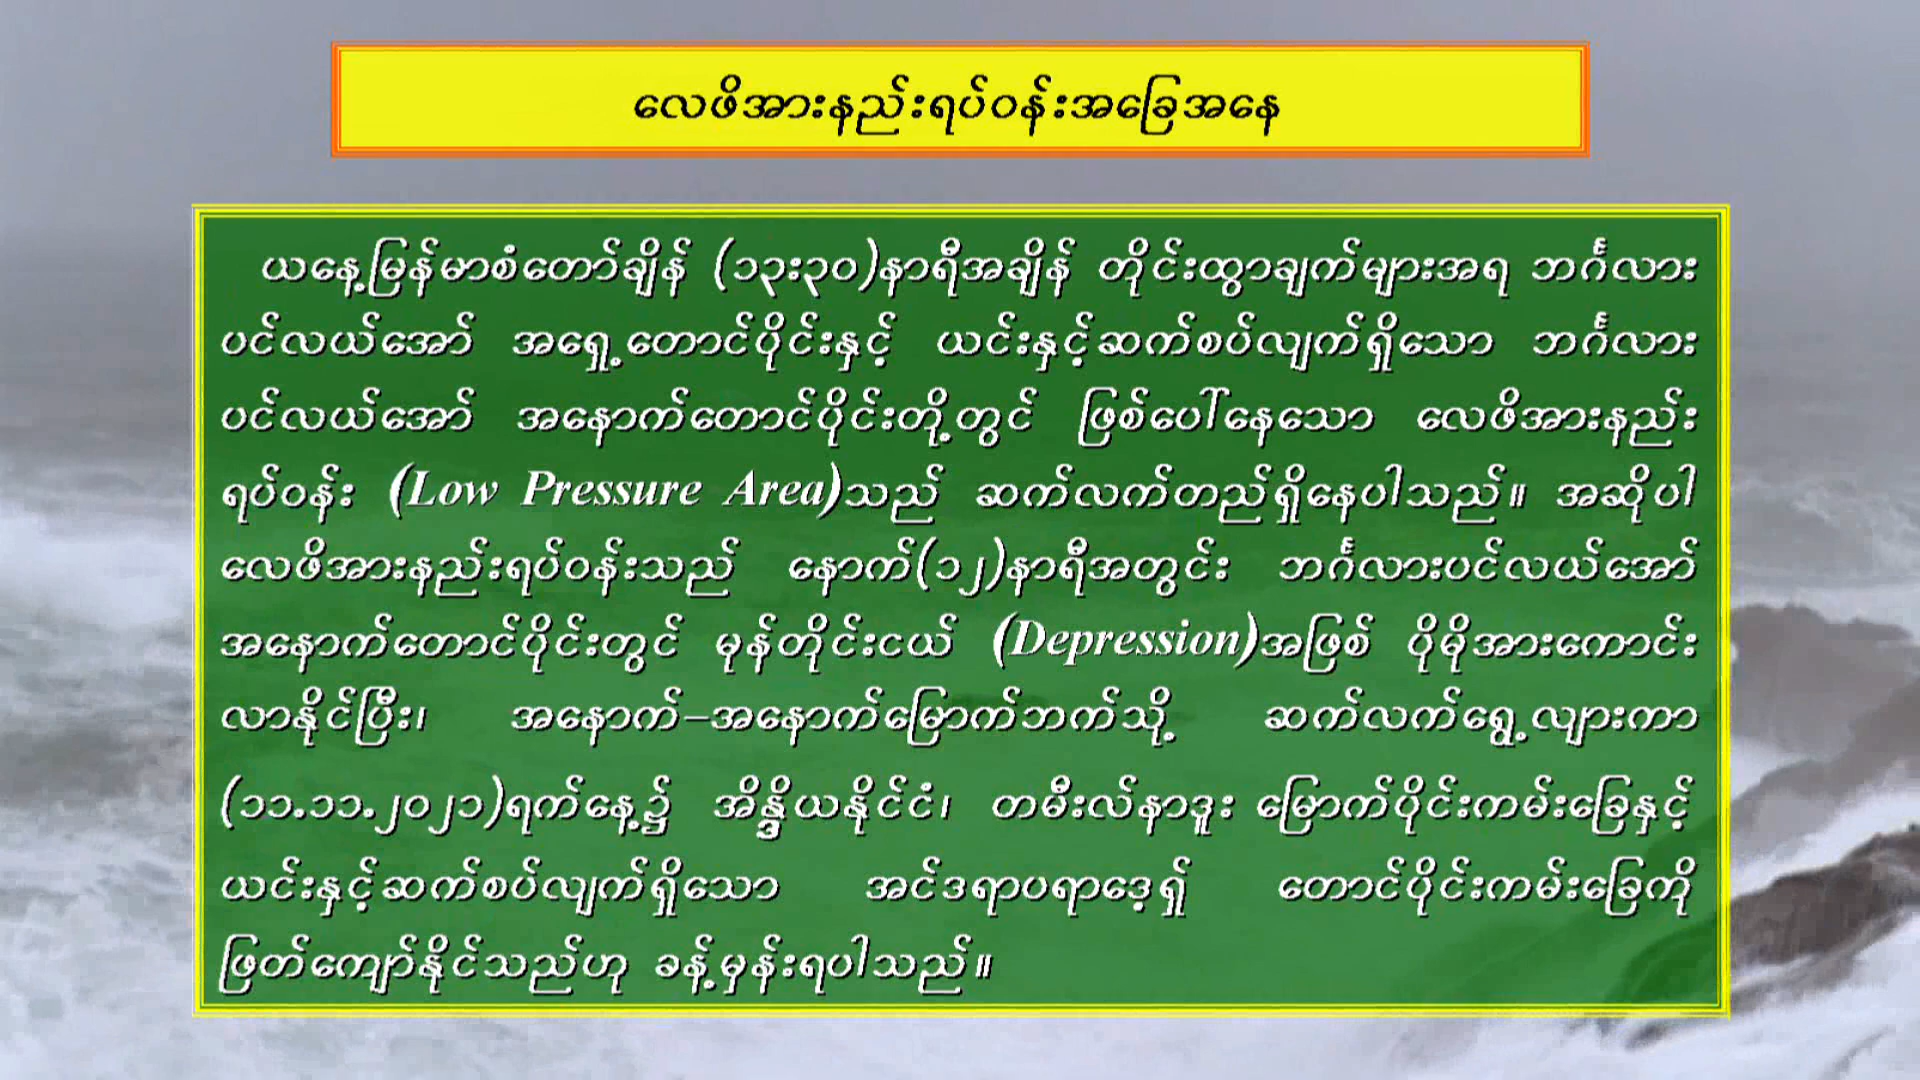 လေဖိအားနည်းရပ်ဝန်းအခြေအနေ
ယနေ့မြန်မာစံတော်ချိန် (၁၃း၃၀)နာရီအချိန် တိုင်းထွာချက်များအရ ဘင်္ဂလား
ပင်လယ်အော် အရှေ့တောင်ပိုင်းနှင့် ယင်းနှင့်ဆက်စပ်လျက်ရှိသော ဘင်္ဂလား
ပင်လယ်အော် အနောက်တောင်ပိုင်းတို့တွင် ဖြစ်ပေါ်နေသော လေဖိအားနည်း
ရပ်ဝန်း (Low Pressure Area)သည် ဆက်လက်တည်ရှိနေပါသည်။ အဆိုပါ
လေဖိအားနည်းရပ်ဝန်းသည် နောက်(၁၂)နာရီအတွင်း ဘင်္ဂလားပင်လယ်အော်
အနောက်တောင်ပိုင်းတွင် မုန်တိုင်းငယ် (Depression)အဖြစ် ပိုမိုအားကောင်း
လာနိုင်ပြီး၊ အနောက်–အနောက်မြောက်ဘက်သို့ ဆက်လက်ရွေ့လျားကာ
(၁၁.၁၁.၂၀၂၁)ရက်နေ့၌ အိန္ဒိယနိုင်ငံ၊ တမီးလ်နာဒူး မြောက်ပိုင်းကမ်းခြေနှင့်
ယင်းနှင့်ဆက်စပ်လျက်ရှိသော အင်ဒရာပရာဒေ့ရှ် တောင်ပိုင်းကမ်းခြေကို
ဖြတ်ကျော်နိုင်သည်ဟု ခန့်မှန်းရပါသည်။